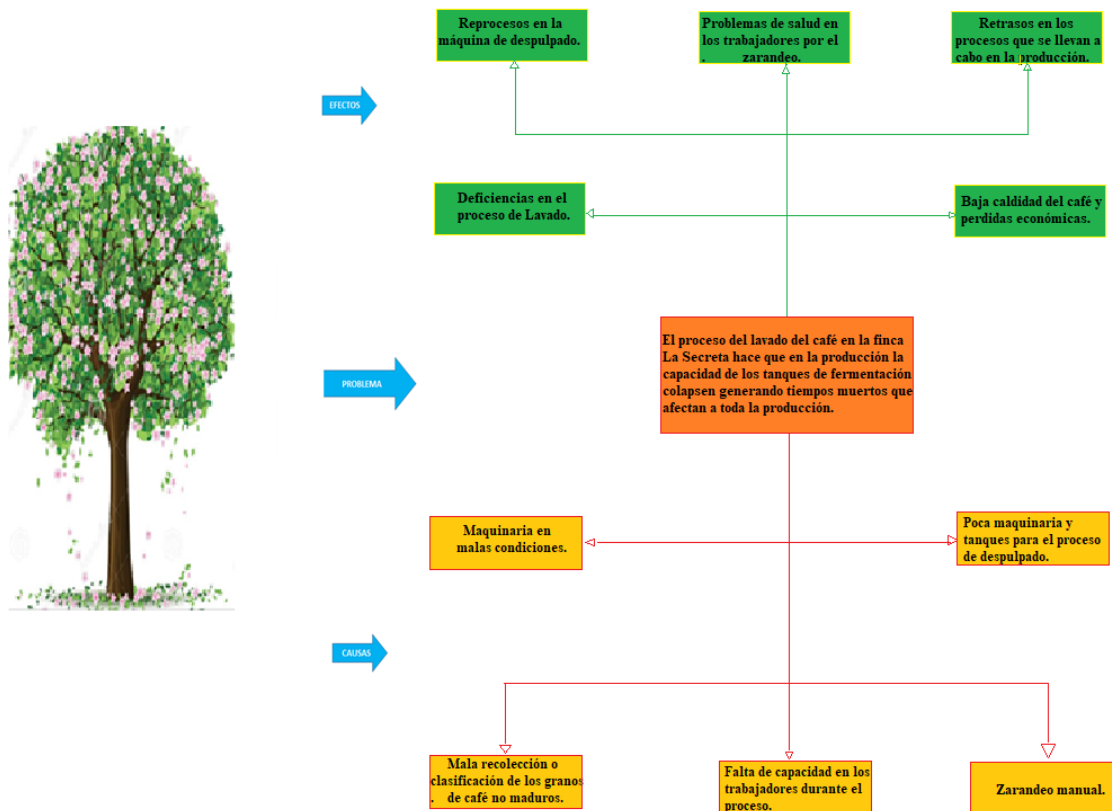 Reprocesos en la
máquina de despulpado.
Problemas de salud en
los trabajadores por el
. zarandeo.
Retrasos en los
procesos que se llevan a
cabo en la producción.
EFECTOS
Deficiencias en el
proceso de Lavado.
Baja caldidad del café y
perdidas económicas.
El proceso del lavado del café en la finca
La Secreta hace que en la producción la
capacidad de los tanques de fermentación
colapsen generando tiempos muertos que
afectan a toda la producción.
PROBLEMA
Maquinaria en
malas condiciones.
Poca maquinaria y
tanques para el proceso
de despulpado.
CAUSAS
Mala recolección o
clasificación de los granos
. de café no maduros.
Falta de capacidad en los
trabajadores durante el
proceso.
Zarandeo manual.